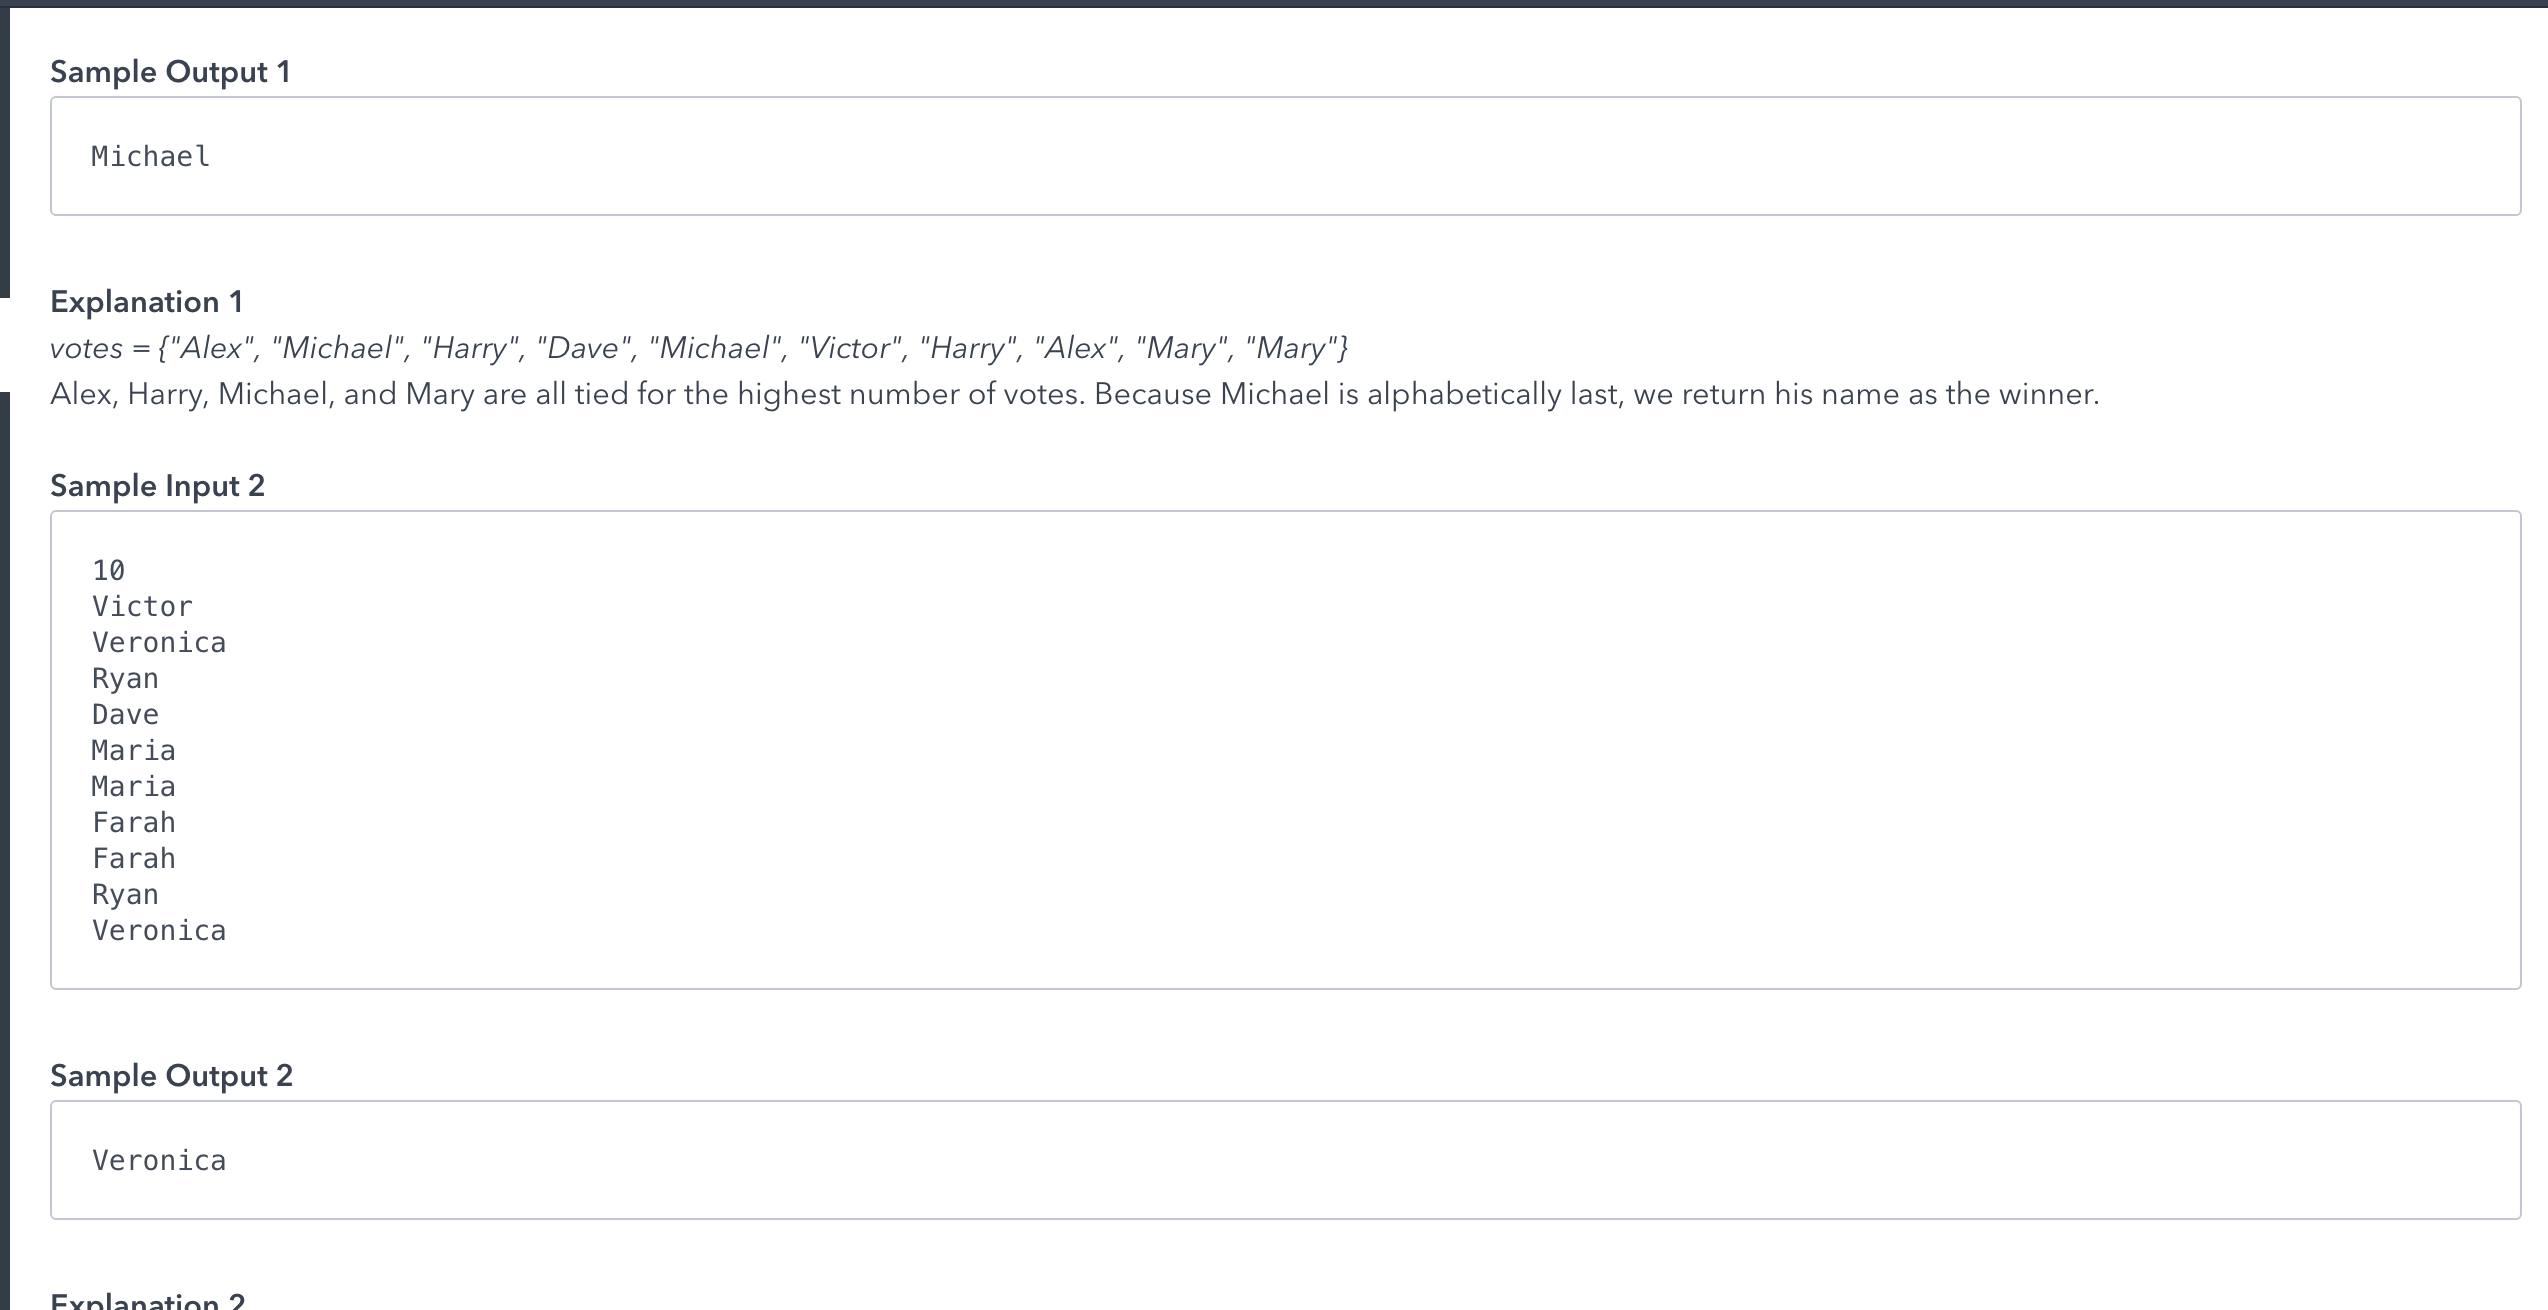 Sample Output 1
Michael
Explanation 1
votes = {"Alex", "Michael", "Harry", "Dave", "Michael", "Victor", "Harry", "Alex", "Mary", "Mary"}
Alex, Harry, Michael, and Mary are all tied for the highest number of votes. Because Michael is alphabetically last, we return his name as the winner.
Sample Input 2
10
Victor
Veronica
Ryan
Dave
Maria
Maria
Farah
Farah
Ryan
Veronica
Sample Output 2
Veronica
Explanation 2